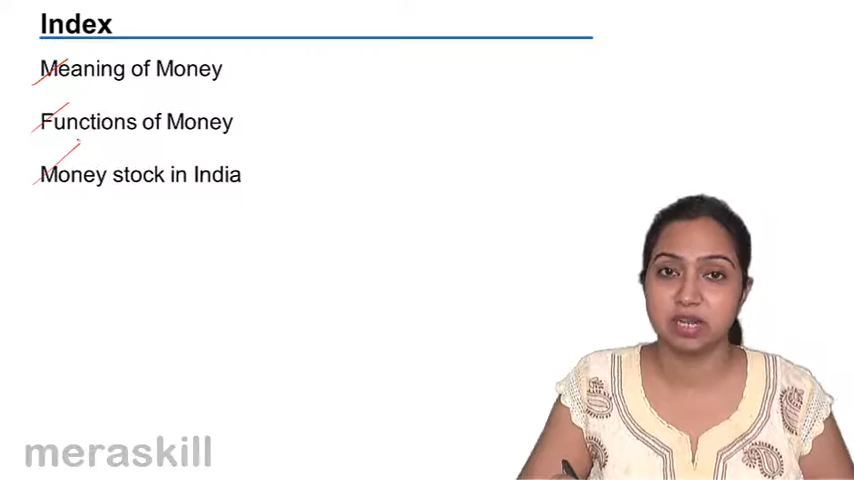 Index
Meaning of Money
Functions of Money
Money stock in India
meraskill